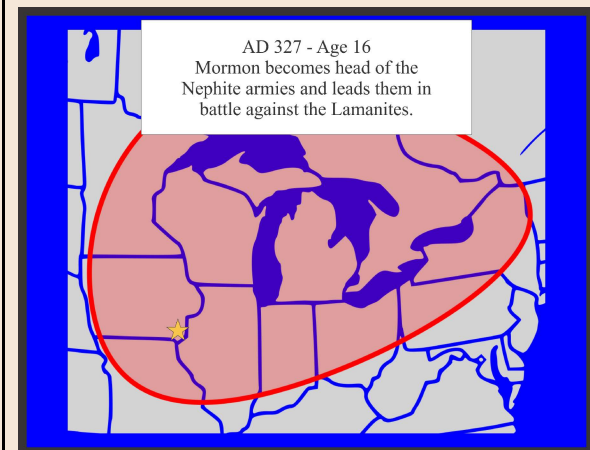 AD 327 - Age 16
Mormon becomes head of the
Nephite armies and leads them in
battle against the Lamanites.